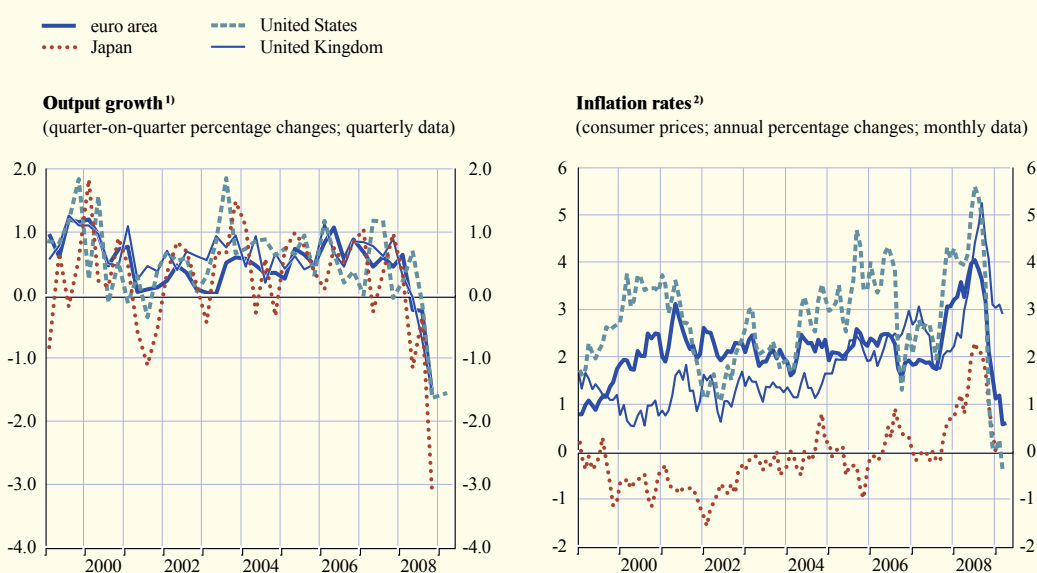 euro area
Japan
United States
United Kingdom
Output growth 1)
(quarter-on-quarter percentage changes; quarterly data)
2.0 2.0
1.0 1.0
0.0 0.0
-1.0 -1.0
-2.0 -2.0
-3.0 -3.0
-4.0 -4.0
2000 2002 2004 2006 2008
Inflation rates 2)
(consumer prices; annual percentage changes; monthly data)
6 6
5 5
4 4
3 3
2 2
1 1
0 0
-1 -1
-2 -2
2000 2002 2004 2006 2008